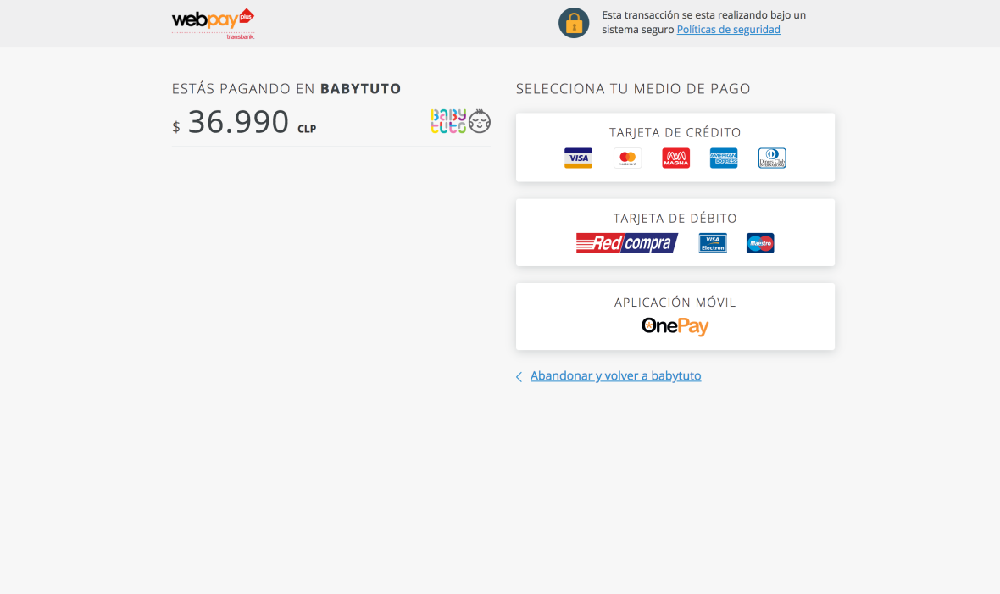 webpay plus
transbank.
Esta transacción se esta realizando bajo un
sistema seguro Políticas de seguridad
ESTÁS PAGANDO EN BABYTUTO
$ 36.990 CLP
baby
tuto
SELECCIONA TU MEDIO DE PAGO
TARJETA DE CRÉDITO
VISA mastercard MAGNA AMERICAN EXPRESS Diners Club INTERNATIONAL
TARJETA DE DÉBITO
Redcompra VISA Electron Maestro
APLICACIÓN MÓVIL
OnePay
Abandonar y volver a babytuto